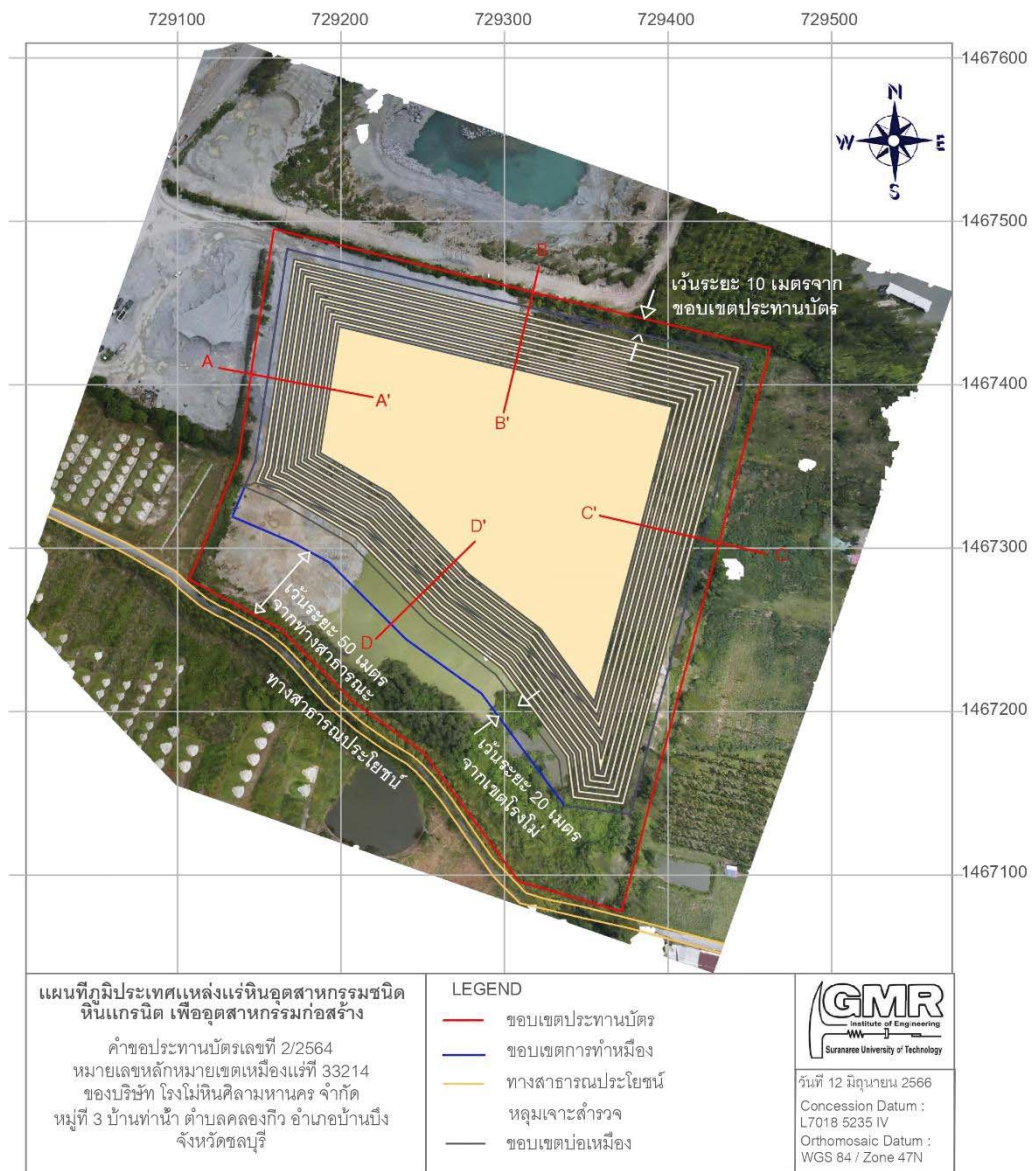 729100 729200 729300 729400 729500
1467600
N
W E
S
1467500
B
เว้นระยะ 10 เมตรจาก
ขอบเขตประทานบัตร
A
1467400
A'
B'
C'
D'
C
1467300
เว้นระยะ 50 เมตร
จากทางสาธารณะ
D
ทางสาธารณประโยชน์
1467200
เว้นระยะ 20 เมตร
จากเขตโรงโม่
1467100
แผนที่ภูมิประเทศแหล่งแร่หินอุตสาหกรรมชนิด
หินแกรนิต เพื่ออุตสาหกรรมก่อสร้าง
คำขอประทานบัตรเลขที่ 2/2564
หมายเลขหลักหมายเขตเหมืองแร่ที่ 33214
ของบริษัท โรงโม่หินศิลามหานคร จำกัด
หมู่ที่ 3 บ้านท่าน้ำ ตำบลคลองกิ่ว อำเภอบ้านบึง
จังหวัดชลบุรี
LEGEND
ขอบเขตประทานบัตร
ขอบเขตการทำเหมือง
ทางสาธารณประโยชน์
หลุมเจาะสำรวจ
ขอบเขตบ่อเหมือง
GMR
Institute of Engineering
Suranaree University of Technology
วันที่ 12 มิถุนายน 2566
Concession Datum :
L7018 5235 IV
Orthomosaic Datum :
WGS 84 / Zone 47N